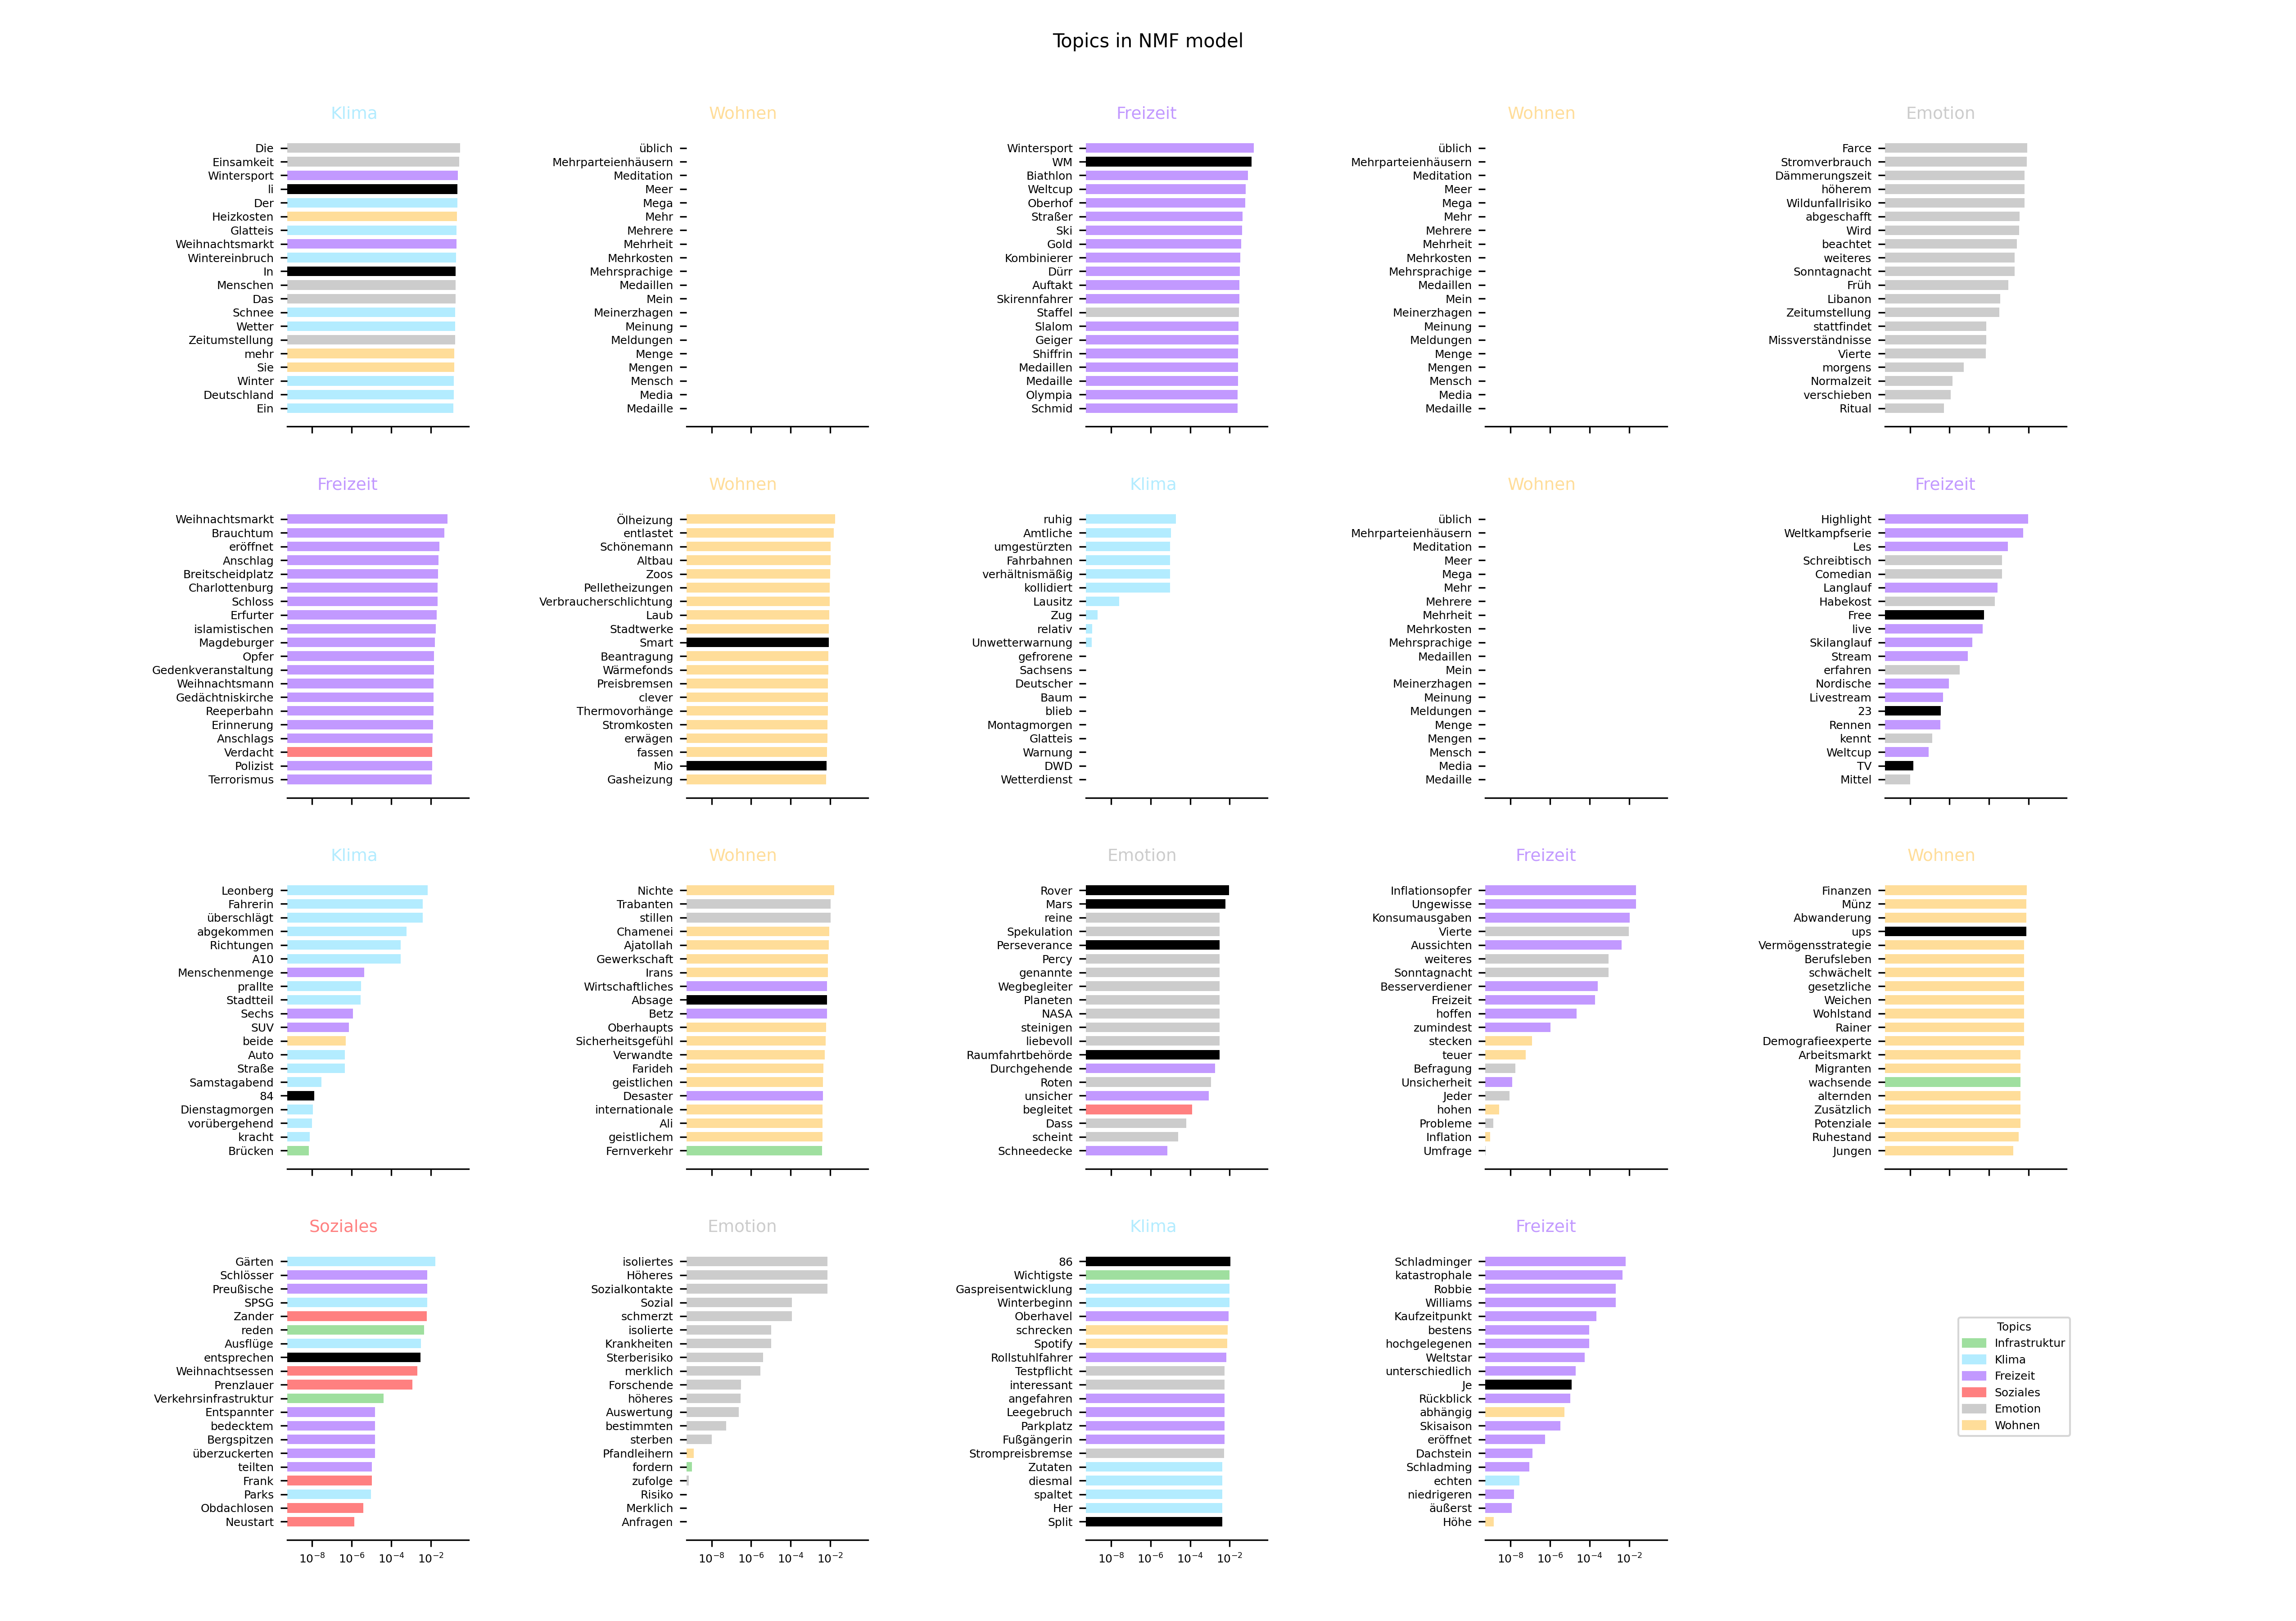 Topics in NMF model
Klima
Die
Einsamkeit
Wintersport
li
Der
Heizkosten
Glatteis
Weihnachtsmarkt
Wintereinbruch
In
Menschen
Das
Schnee
Wetter
Zeitumstellung
mehr
Sie
Winter
Deutschland
Ein
Wohnen
üblich
Mehrparteienhäusern
Meditation
Meer
Mega
Mehr
Mehrere
Mehrheit
Mehrkosten
Mehrsprachige
Medaillen
Mein
Meinerzhagen
Meinung
Meldungen
Menge
Mengen
Mensch
Media
Medaille
Freizeit
Wintersport
WM
Biathlon
Weltcup
Oberhof
Straßer
Ski
Gold
Kombinierer
Dürr
Auftakt
Skirennfahrer
Staffel
Slalom
Geiger
Shiffrin
Medaillen
Medaille
Olympia
Schmid
Wohnen
üblich
Mehrparteienhäusern
Meditation
Meer
Mega
Mehr
Mehrere
Mehrheit
Mehrkosten
Mehrsprachige
Medaillen
Mein
Meinerzhagen
Meinung
Meldungen
Menge
Mengen
Mensch
Media
Medaille
Emotion
Farce
Stromverbrauch
Dämmerungszeit
höherem
Wildunfallrisiko
abgeschafft
Wird
beachtet
weiteres
Sonntagnacht
Früh
Libanon
Zeitumstellung
stattfindet
Missverständnisse
Vierte
morgens
Normalzeit
verschieben
Ritual
Freizeit
Weihnachtsmarkt
Brauchtum
eröffnet
Anschlag
Breitscheidplatz
Charlottenburg
Schloss
Erfurter
islamistischen
Magdeburger
Opfer
Gedenkveranstaltung
Weihnachtsmann
Gedächtniskirche
Reeperbahn
Erinnerung
Anschlags
Verdacht
Polizist
Terrorismus
Wohnen
Ölheizung
entlastet
Schönemann
Altbau
Zoos
Pelletheizungen
Verbraucherschlichtung
Laub
Stadtwerke
Smart
Beantragung
Wärmefonds
Preisbremsen
clever
Thermovorhänge
Stromkosten
erwägen
fassen
Mio
Gasheizung
Klima
ruhig
Amtliche
umgestürzten
Fahrbahnen
verhältnismäßig
kollidiert
Lausitz
Zug
relativ
Unwetterwarnung
gefrorene
Sachsens
Deutscher
Baum
blieb
Montagmorgen
Glatteis
Warnung
DWD
Wetterdienst
Wohnen
üblich
Mehrparteienhäusern
Meditation
Meer
Mega
Mehr
Mehrere
Mehrheit
Mehrkosten
Mehrsprachige
Medaillen
Mein
Meinerzhagen
Meinung
Meldungen
Menge
Mengen
Mensch
Media
Medaille
Freizeit
Highlight
Weltkampfserie
Les
Schreibtisch
Comedian
Langlauf
Habekost
Free
live
Skilanglauf
Stream
erfahren
Nordische
Livestream
23
Rennen
kennt
Weltcup
TV
Mittel
Klima
Leonberg
Fahrerin
überschlägt
abgekommen
Richtungen
A10
Menschenmenge
prallte
Stadtteil
Sechs
SUV
beide
Auto
Straße
Samstagabend
84
Dienstagmorgen
vorübergehend
kracht
Brücken
Wohnen
Nichte
Trabanten
stillen
Chamenei
Ajatollah
Gewerkschaft
Irans
Wirtschaftliches
Absage
Betz
Oberhaupts
Sicherheitsgefühl
Verwandte
Farideh
geistlichen
Desaster
internationale
Ali
geistlichem
Fernverkehr
Emotion
Rover
Mars
reine
Spekulation
Perseverance
Percy
genannte
Wegbegleiter
Planeten
NASA
steinigen
liebevoll
Raumfahrtbehörde
Durchgehende
Roten
unsicher
begleitet
Dass
scheint
Schneedecke
Freizeit
Inflationsopfer
Ungewisse
Konsumausgaben
Vierte
Aussichten
weiteres
Sonntagnacht
Besserverdiener
Freizeit
hoffen
zumindest
stecken
teuer
Befragung
Unsicherheit
Jeder
hohen
Probleme
Inflation
Umfrage
Wohnen
Finanzen
Münz
Abwanderung
ups
Vermögensstrategie
Berufsleben
schwächelt
gesetzliche
Weichen
Wohlstand
Rainer
Demografieexperte
Arbeitsmarkt
Migranten
wachsende
alternden
Zusätzlich
Potenziale
Ruhestand
Jungen
Soziales
Gärten
Schlösser
Preußische
SPSG
Zander
reden
Ausflüge
entsprechen
Weihnachtsessen
Prenzlauer
Verkehrsinfrastruktur
Entspannter
bedecktem
Bergspitzen
überzuckerten
teilten
Frank
Parks
Obdachlosen
Neustart
10⁻⁸ 10⁻⁶ 10⁻⁴ 10⁻²
Emotion
isoliertes
Höheres
Sozialkontakte
Sozial
schmerzt
isolierte
Krankheiten
Sterberisiko
merklich
Forschende
höheres
Auswertung
bestimmten
sterben
Pfandleihern
fordern
zufolge
Risiko
Merklich
Anfragen
10⁻⁸ 10⁻⁶ 10⁻⁴ 10⁻²
Klima
86
Wichtigste
Gaspreisentwicklung
Winterbeginn
Oberhavel
schrecken
Spotify
Rollstuhlfahrer
Testpflicht
interessant
angefahren
Leegebruch
Parkplatz
Fußgängerin
Strompreisbremse
Zutaten
diesmal
spaltet
Her
Split
10⁻⁸ 10⁻⁶ 10⁻⁴ 10⁻²
Freizeit
Schladminger
katastrophale
Robbie
Williams
Kaufzeitpunkt
bestens
hochgelegenen
Weltstar
unterschiedlich
Je
Rückblick
abhängig
Skisaison
eröffnet
Dachstein
Schladming
echten
niedrigeren
äußerst
Höhe
10⁻⁸ 10⁻⁶ 10⁻⁴ 10⁻²
Topics
Infrastruktur
Klima
Freizeit
Soziales
Emotion
Wohnen